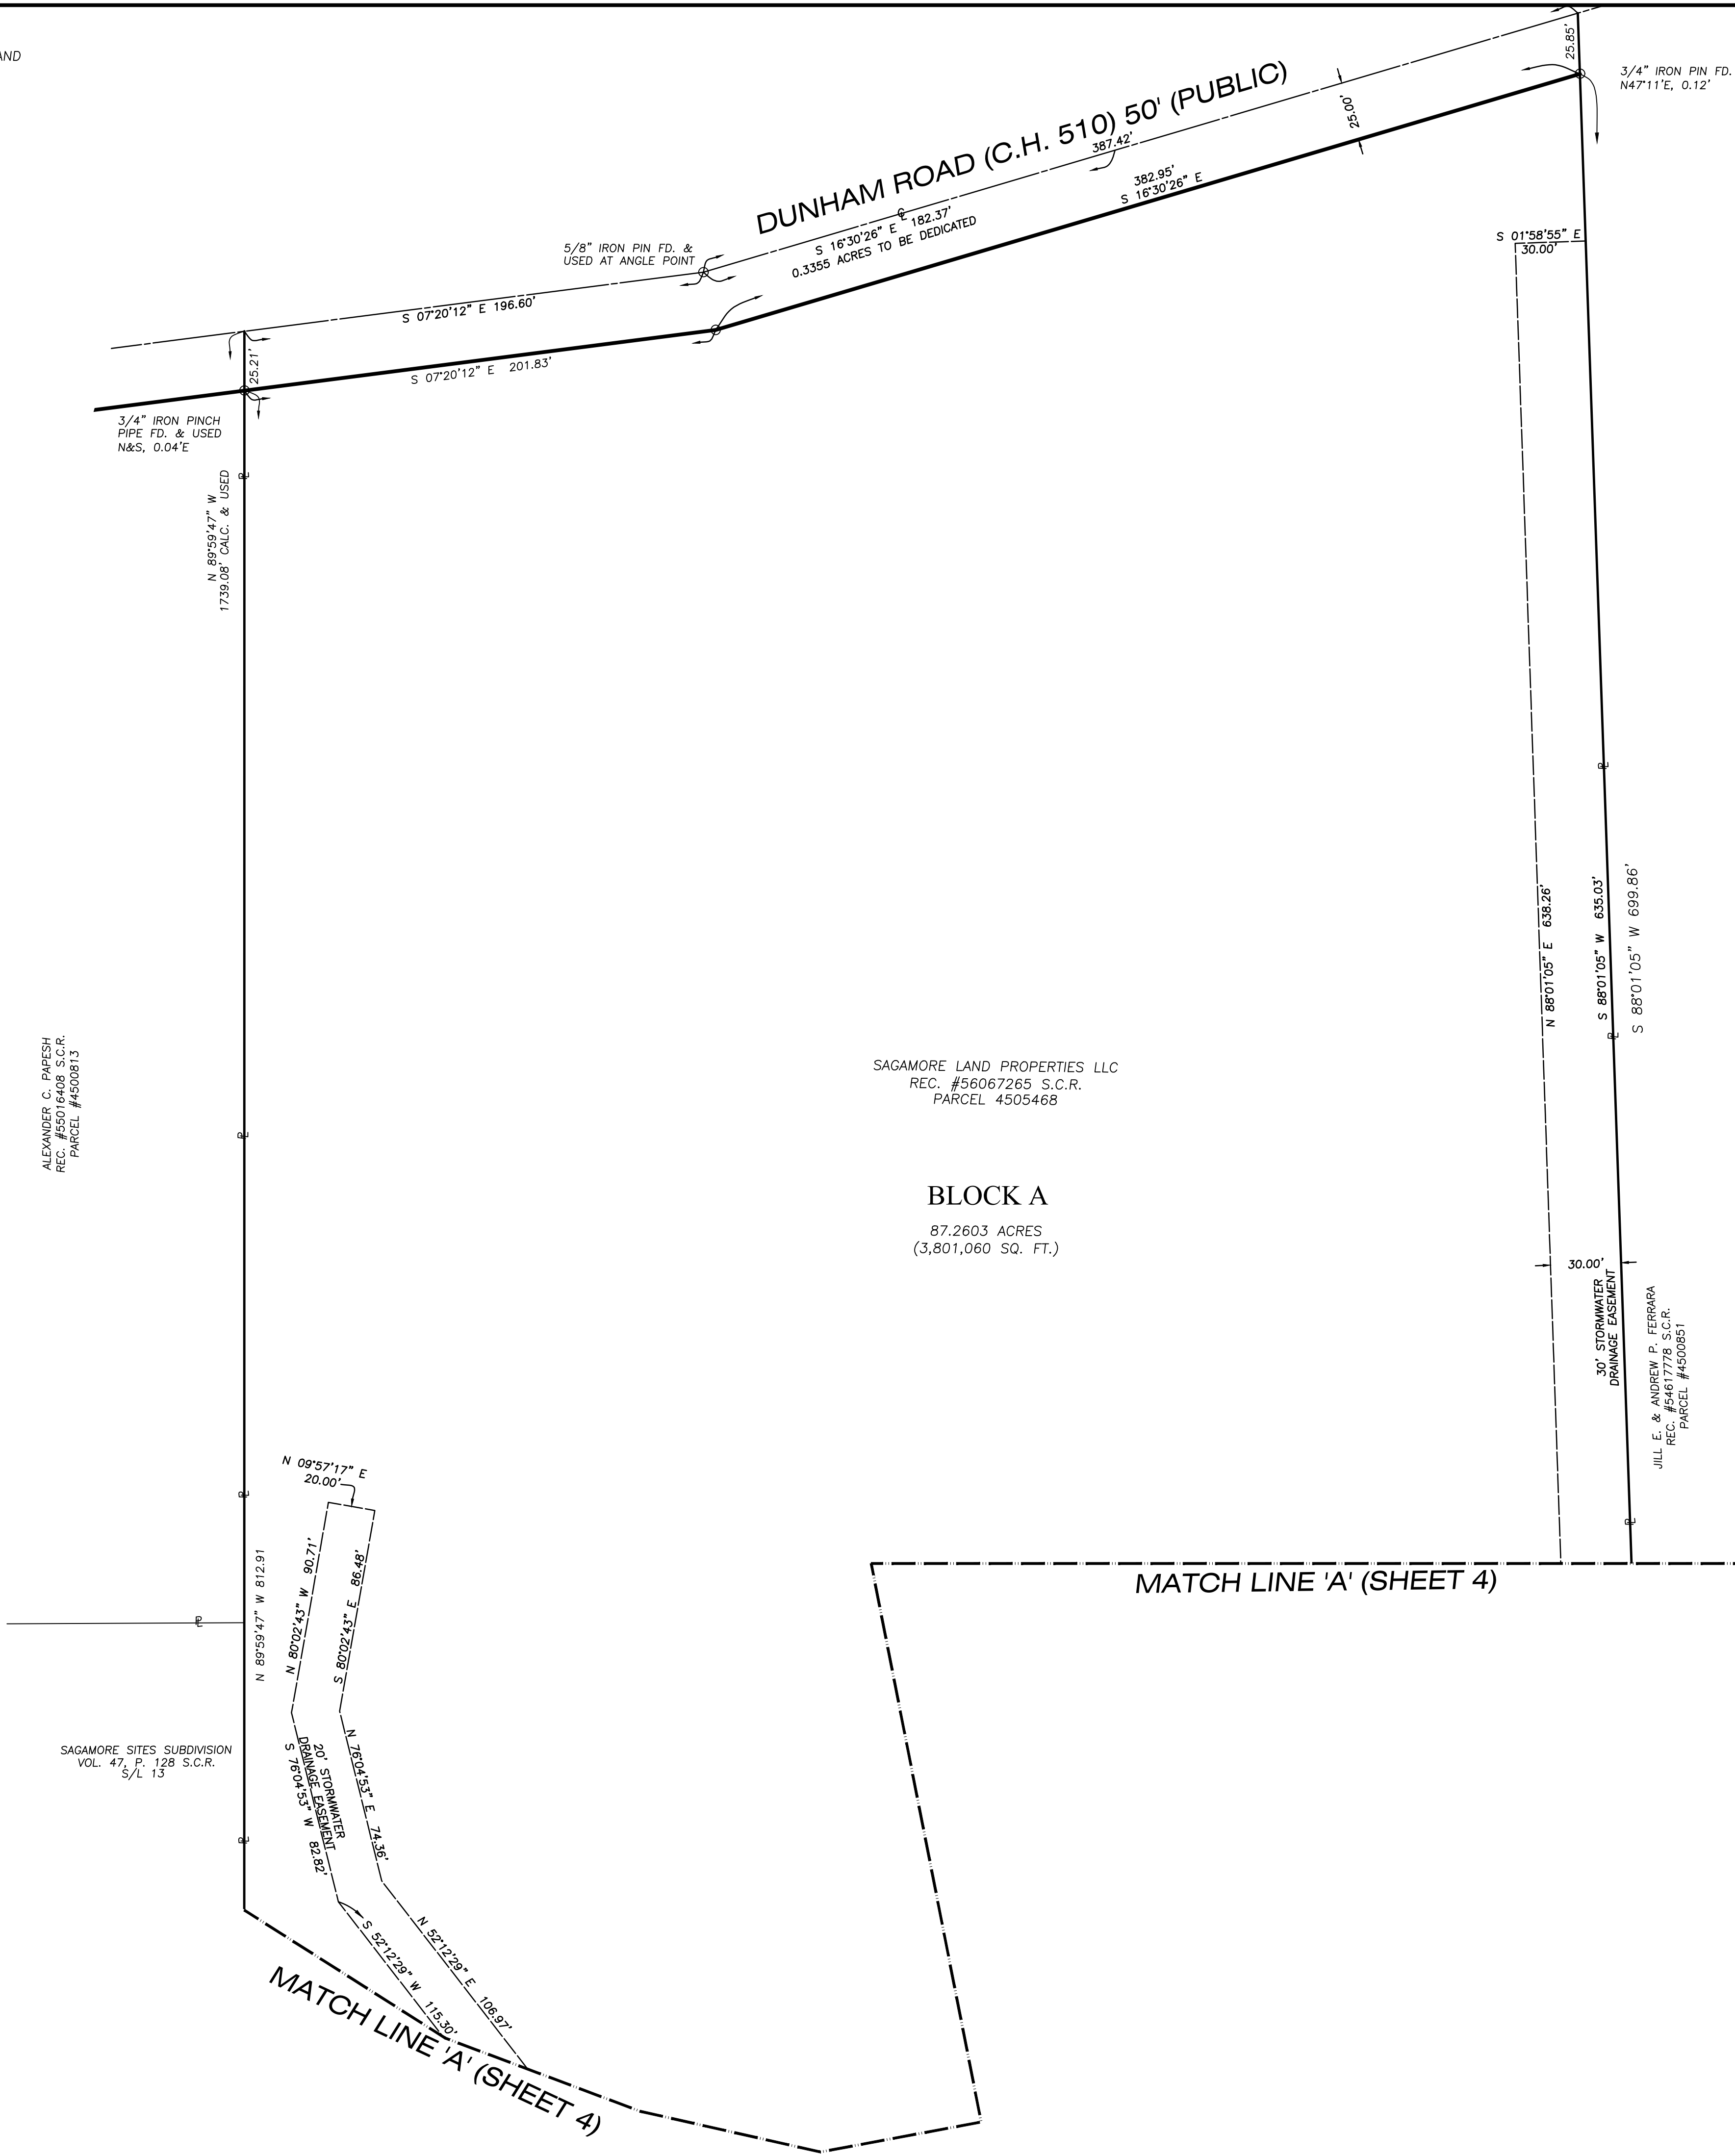 AND
25.85'
3/4" IRON PIN FD.
N47°11'E, 0.12'
DUNHAM ROAD (C.H. 510) 50' (PUBLIC)
387.42'
25.00'
382.95'
S 16°30'26" E
℄
S 16°30'26" E 182.37'
0.3355 ACRES TO BE DEDICATED
5/8" IRON PIN FD. &
USED AT ANGLE POINT
S 01°58'55" E
30.00'
S 07°20'12" E 196.60'
25.21'
S 07°20'12" E 201.83'
3/4" IRON PINCH
PIPE FD. & USED
N&S, 0.04'E
N 89°59'47" W
1739.08' CALC. & USED
N 88°01'05" E 638.26'
S 88°01'05" W 635.03'
S 88°01'05" W 699.86'
ALEXANDER C. PAPESH
REC. #55016408 S.C.R.
PARCEL #4500813
SAGAMORE LAND PROPERTIES LLC
REC. #56067265 S.C.R.
PARCEL 4505468
BLOCK A
87.2603 ACRES
(3,801,060 SQ. FT.)
30.00'
30' STORMWATER
DRAINAGE EASEMENT
JILL E. & ANDREW P. FERRARA
REC. #54617778 S.C.R.
PARCEL #4500851
N 09°57'17" E
20.00'
N 80°02'43" W 90.71'
S 80°02'43" E 86.48'
N 89°59'47" W 812.91
MATCH LINE 'A' (SHEET 4)
SAGAMORE SITES SUBDIVISION
VOL. 47, P. 128 S.C.R.
S/L 13
20' STORMWATER
DRAINAGE EASEMENT
S 76°04'53" W 82.82'
N 76°04'53" E 74.36'
S 52°12'29" W 115.30'
N 52°12'29" E 106.97'
MATCH LINE 'A' (SHEET 4)